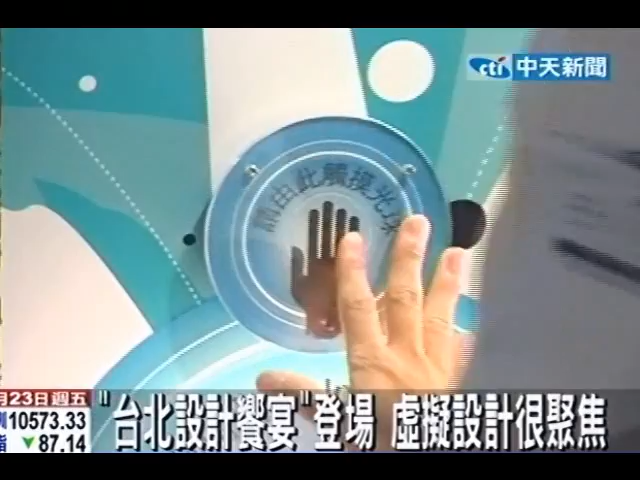 cti 中天新聞
請由此觸摸光球
月23日週五
10573.33
▼87.14
"台北設計饗宴"登場 虛擬設計很聚焦